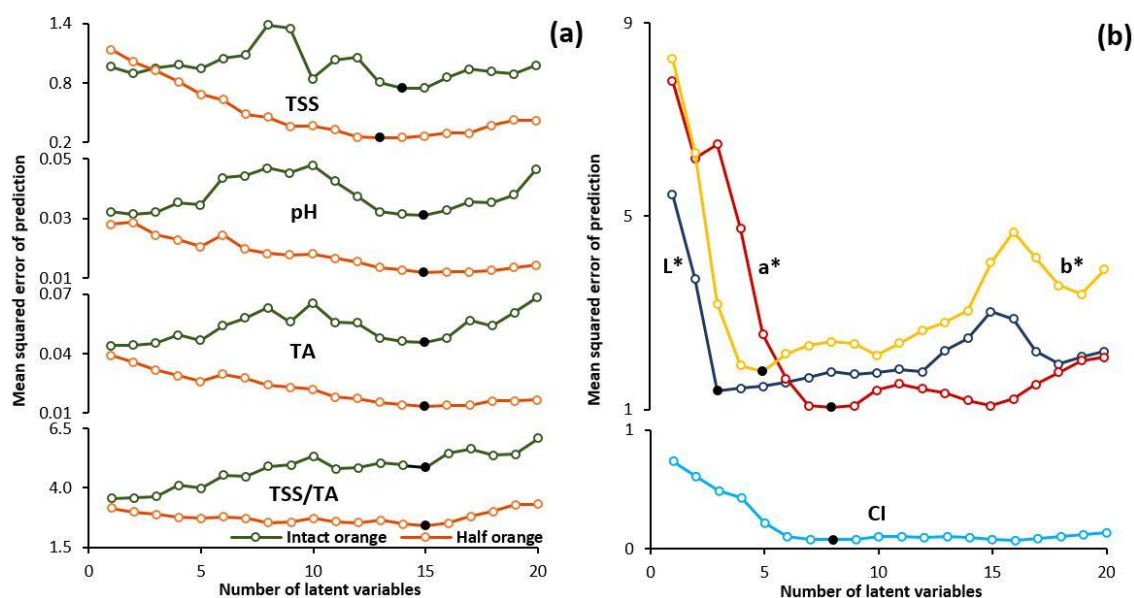 (a)
Mean squared error of prediction
1.4
0.8
0.2
TSS
0.05
0.03
0.01
pH
0.07
0.04
0.01
TA
6.5
4.0
1.5
TSS/TA
Intact orange
Half orange
0
5
10
15
20
Number of latent variables
(b)
Mean squared error of prediction
9
5
1
L*
a*
b*
1
0
CI
0
5
10
15
20
Number of latent variables